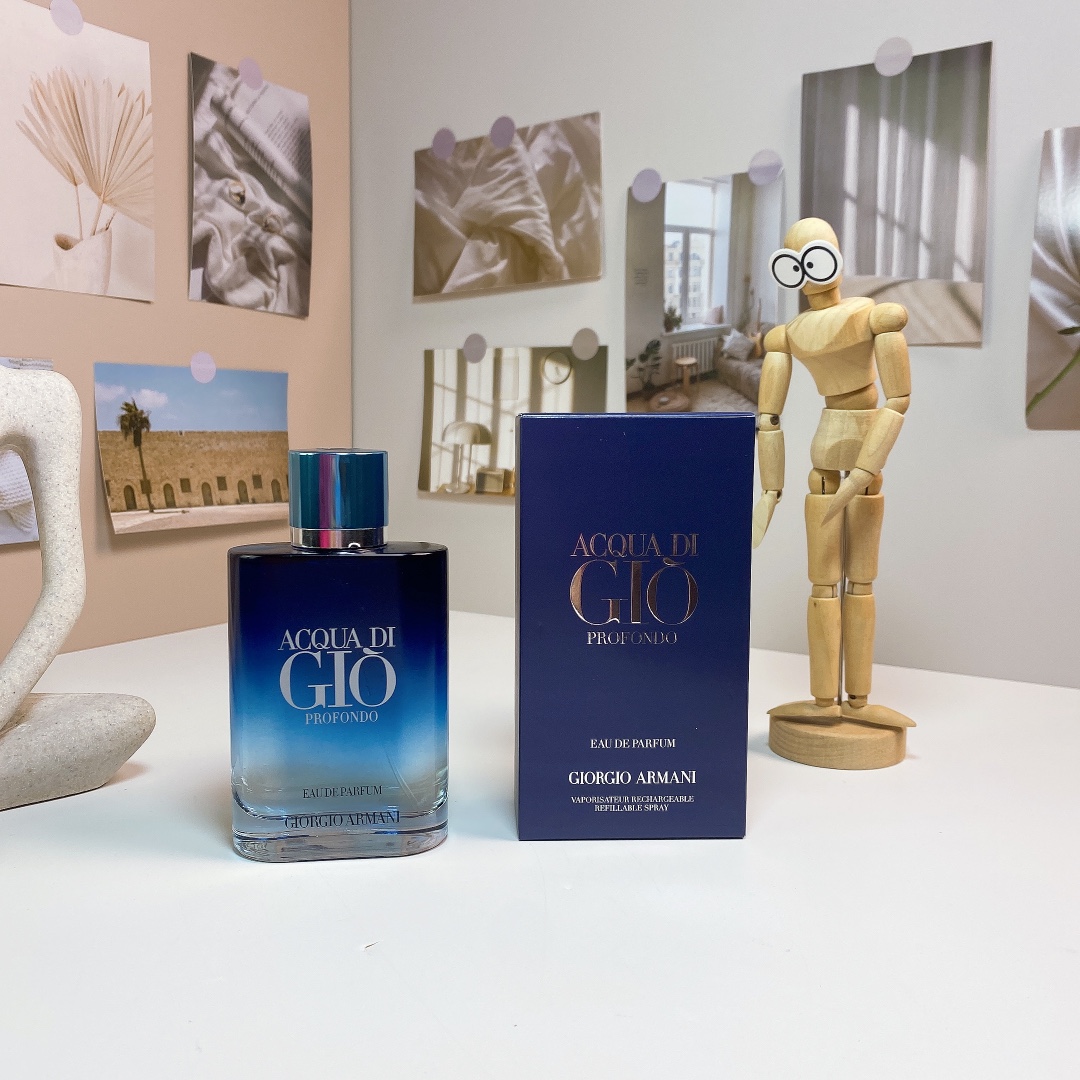 ACQUA DI
GIÒ
PROFONDO
EAU DE PARFUM
GIORGIO ARMANI
ACQUA DI
GIÒ
PROFONDO
EAU DE PARFUM
GIORGIO ARMANI
VAPORISATEUR RECHARGEABLE
REFILLABLE SPRAY